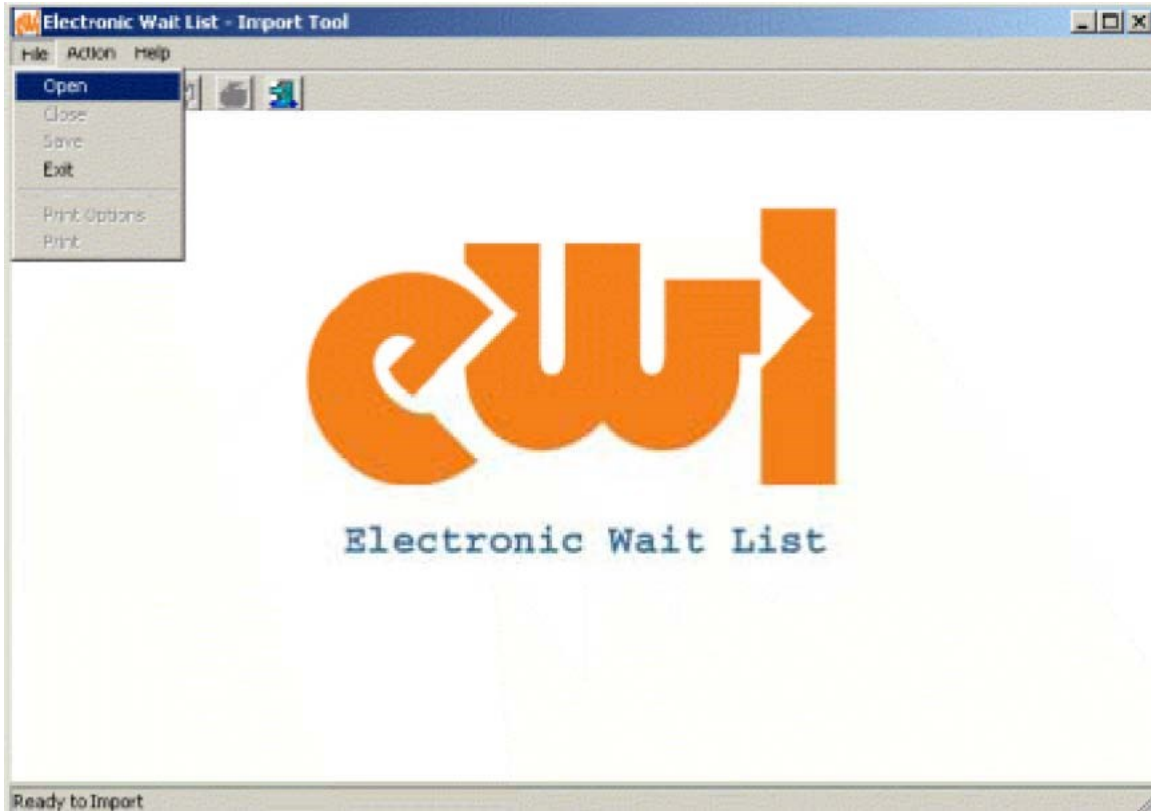 Electronic Wait List - Import Tool
File Action Help
Open
Close
Save
Exit
Print Options
Print
ewl
Electronic Wait List
Ready to Import